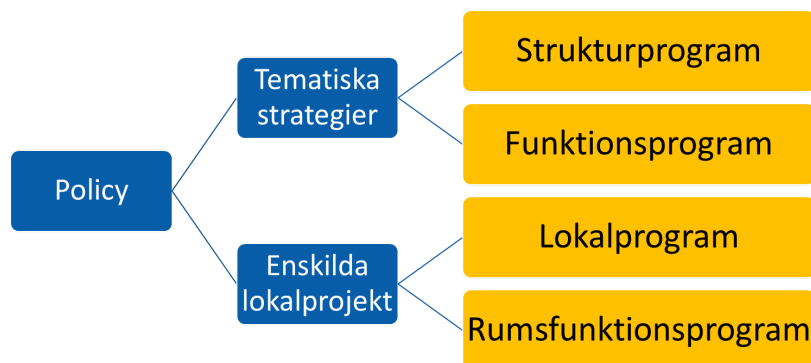 Policy
Tematiska
strategier
Strukturprogram
Funktionsprogram
Enskilda
lokalprojekt
Lokalprogram
Rumsfunktionsprogram